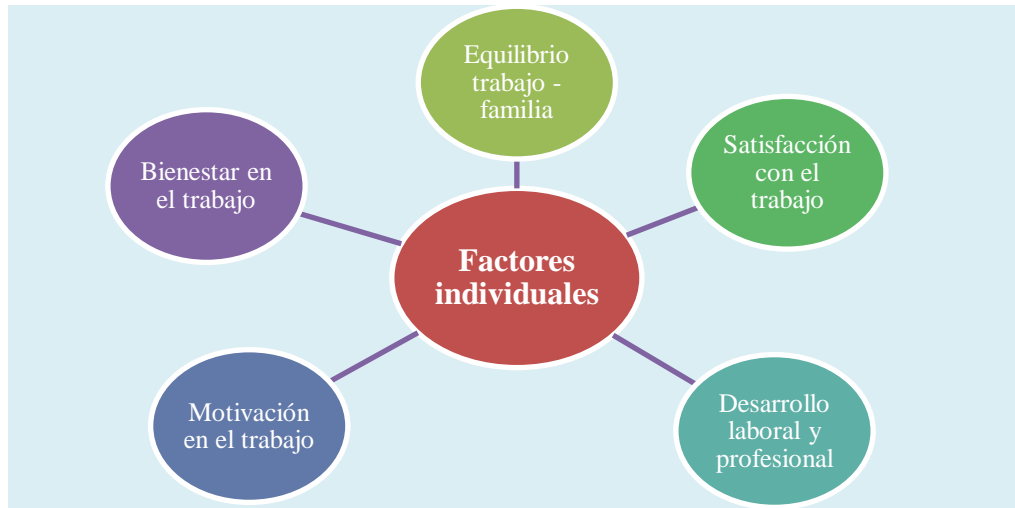 Equilibrio
trabajo -
familia
Satisfacción
con el
trabajo
Desarrollo
laboral y
profesional
Motivación
en el trabajo
Bienestar en
el trabajo
Factores
individuales